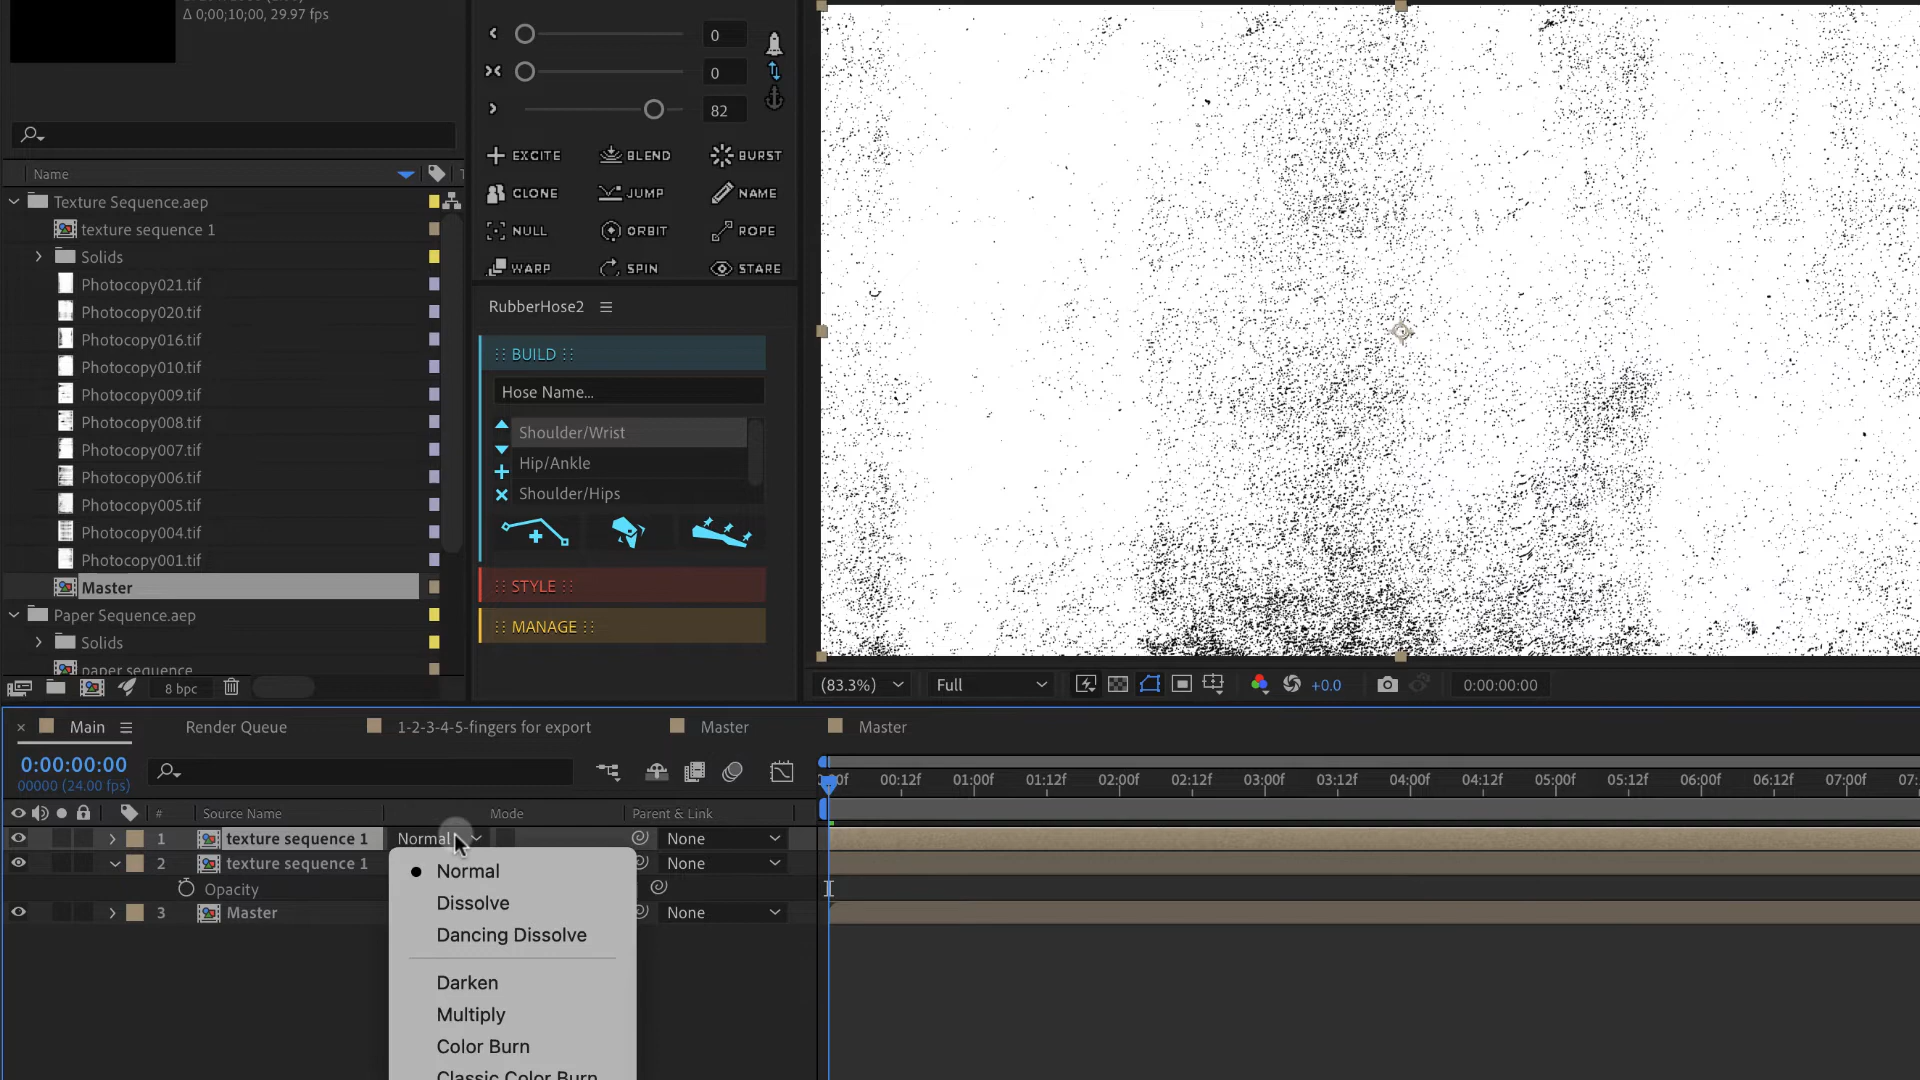 Δ 0;00;10;00, 29.97 fps
Name
Texture Sequence.aep
texture sequence 1
Solids
Photocopy021.tif
Photocopy020.tif
Photocopy016.tif
Photocopy010.tif
Photocopy009.tif
Photocopy008.tif
Photocopy007.tif
Photocopy006.tif
Photocopy005.tif
Photocopy004.tif
Photocopy001.tif
Master
Paper Sequence.aep
Solids
paper sequence
8 bpc
0
0
82
EXCITE BLEND BURST
CLONE JUMP NAME
NULL ORBIT ROPE
WARP SPIN STARE
RubberHose2
:: BUILD ::
Hose Name...
Shoulder/Wrist
Hip/Ankle
Shoulder/Hips
:: STYLE ::
:: MANAGE ::
(83.3%) Full +0.0 0:00:00:00
× Main Render Queue 1-2-3-4-5-fingers for export Master Master
0:00:00:00
00000 (24.00 fps)
00:12f 01:00f 01:12f 02:00f 02:12f 03:00f 03:12f 04:00f 04:12f 05:00f 05:12f 06:00f 06:12f 07:00f
# Source Name Mode Parent & Link
1 texture sequence 1 Normal None
2 texture sequence 1 None
Opacity
3 Master None
Normal
Dissolve
Dancing Dissolve
Darken
Multiply
Color Burn
Classic Color Burn